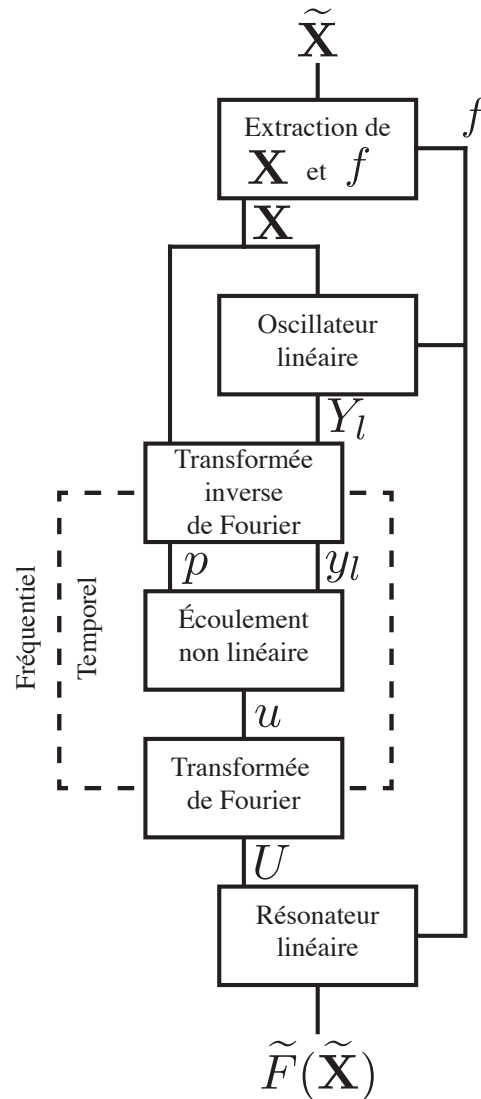 X̃
Extraction de
X et f
f
X
Oscillateur
linéaire
Y_l
Transformée
inverse
de Fourier
p
y_l
Fréquentiel
Temporel
Écoulement
non linéaire
u
Transformée
de Fourier
U
Résonateur
linéaire
F̃(X̃)